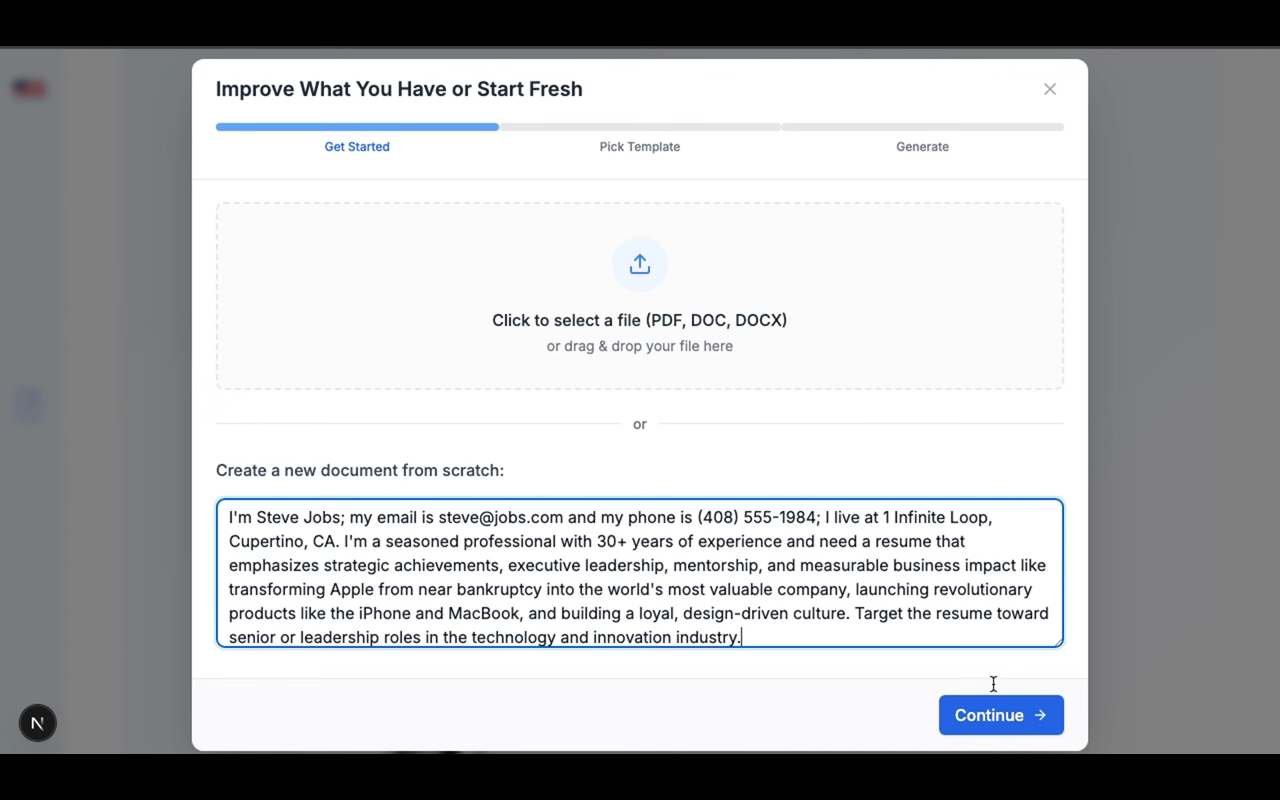 Improve What You Have or Start Fresh
Get Started
Pick Template
Generate
Click to select a file (PDF, DOC, DOCX)
or drag & drop your file here
or
Create a new document from scratch:
I'm Steve Jobs; my email is steve@jobs.com and my phone is (408) 555-1984; I live at 1 Infinite Loop,
Cupertino, CA. I'm a seasoned professional with 30+ years of experience and need a resume that
emphasizes strategic achievements, executive leadership, mentorship, and measurable business impact like
transforming Apple from near bankruptcy into the world's most valuable company, launching revolutionary
products like the iPhone and MacBook, and building a loyal, design-driven culture. Target the resume toward
senior or leadership roles in the technology and innovation industry.
Continue
N